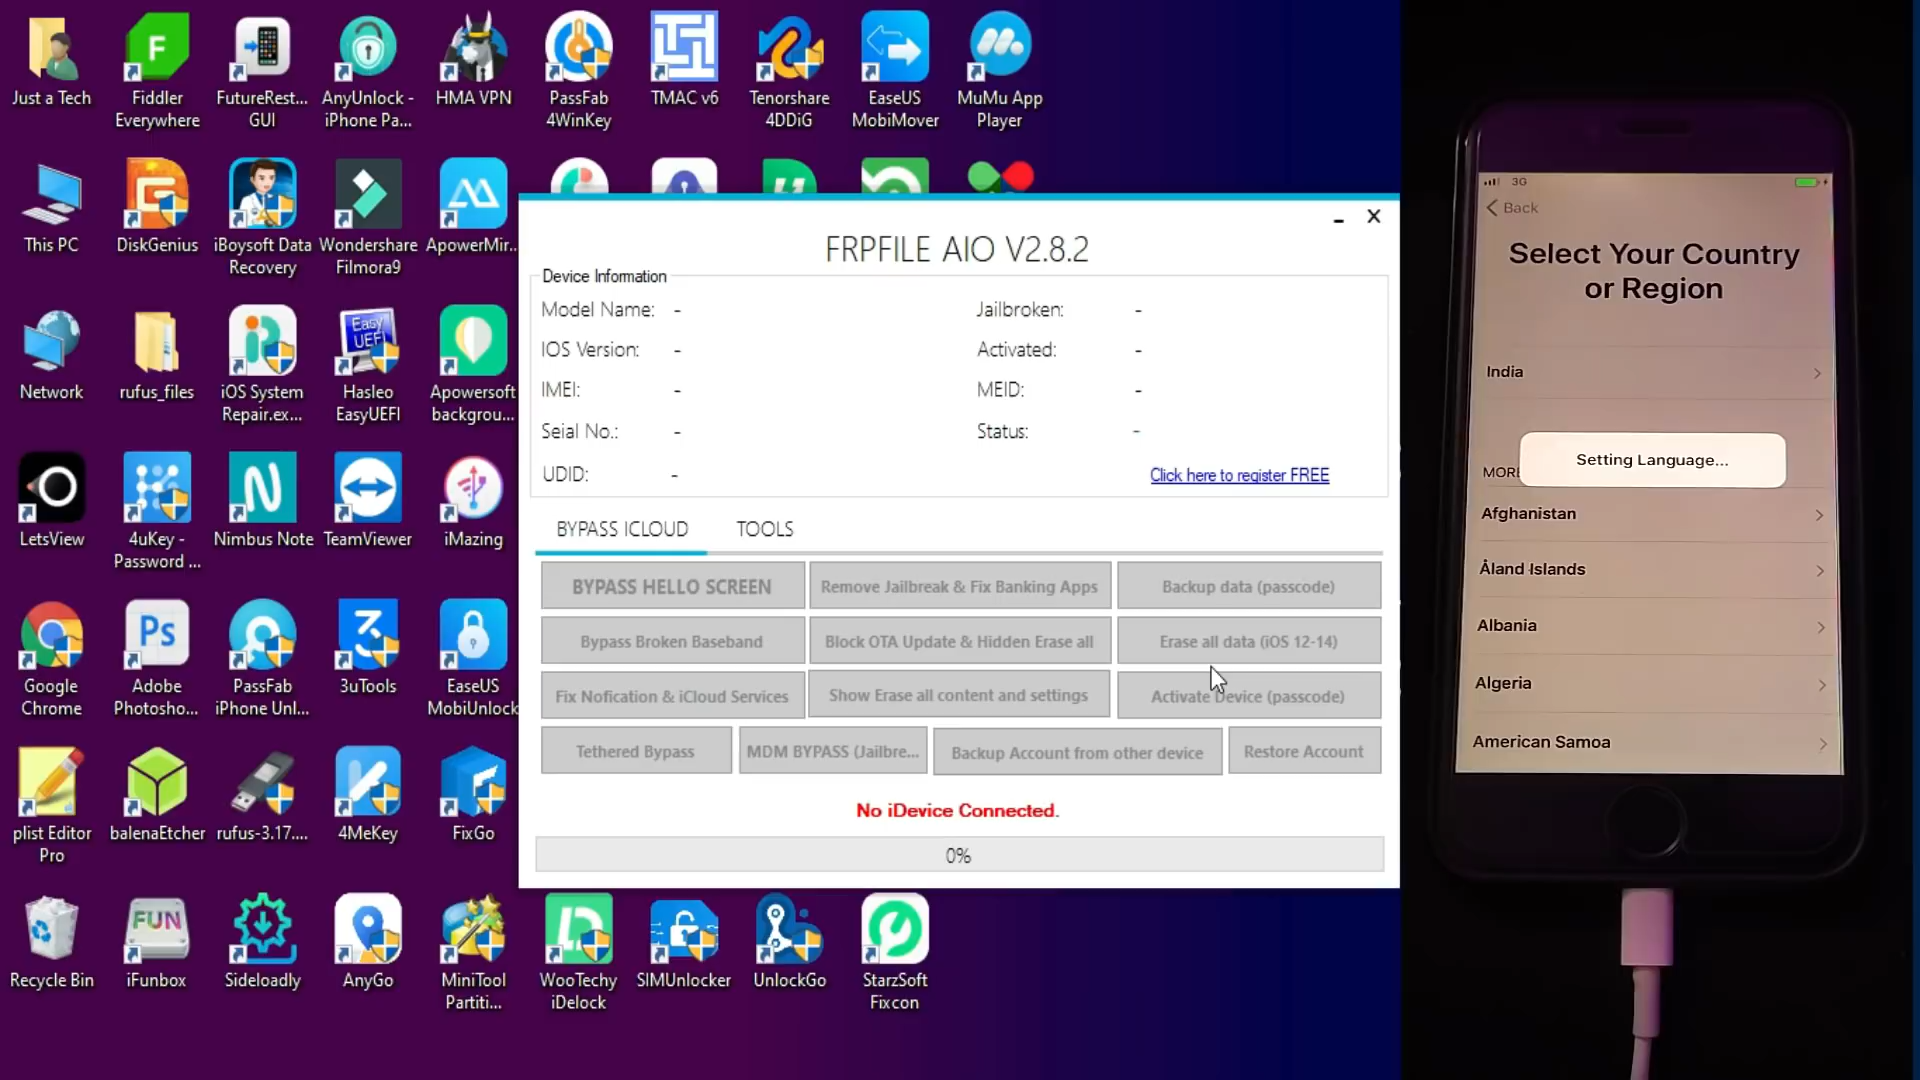 Just a Tech
Fiddler
Everywhere
FutureRest...
GUI
AnyUnlock -
iPhone Pa...
HMA VPN
PassFab
4WinKey
TMAC v6
Tenorshare
4DDiG
EaseUS
MobiMover
MuMu App
Player
This PC
DiskGenius
iBoysoft Data
Recovery
Wondershare
Filmora9
ApowerMir...
Network
rufus_files
iOS System
Repair.ex...
Easy
UEFI
Hasleo
EasyUEFI
Apowersoft
backgrou...
LetsView
4uKey -
Password ...
Nimbus Note
TeamViewer
iMazing
Google
Chrome
Ps
Adobe
Photosho...
PassFab
iPhone Unl...
3uTools
EaseUS
MobiUnlock
plist Editor
Pro
balenaEtcher
rufus-3.17....
4MeKey
FixGo
Recycle Bin
FUN
iFunbox
Sideloadly
AnyGo
MiniTool
Partiti...
WooTechy
iDelock
SIMUnlocker
UnlockGo
StarzSoft
Fixcon
FRPFILE AIO V2.8.2
Device Information
Model Name: -
Jailbroken: -
IOS Version: -
Activated: -
IMEI: -
MEID: -
Seial No.: -
Status: -
UDID: -
Click here to register FREE
BYPASS ICLOUD
TOOLS
BYPASS HELLO SCREEN
Remove Jailbreak & Fix Banking Apps
Backup data (passcode)
Bypass Broken Baseband
Block OTA Update & Hidden Erase all
Erase all data (iOS 12-14)
Fix Nofication & iCloud Services
Show Erase all content and settings
Activate Device (passcode)
Tethered Bypass
MDM BYPASS (Jailbre...
Backup Account from other device
Restore Account
No iDevice Connected.
0%
3G
Back
Select Your Country
or Region
India
Setting Language...
MORE
Afghanistan
Åland Islands
Albania
Algeria
American Samoa